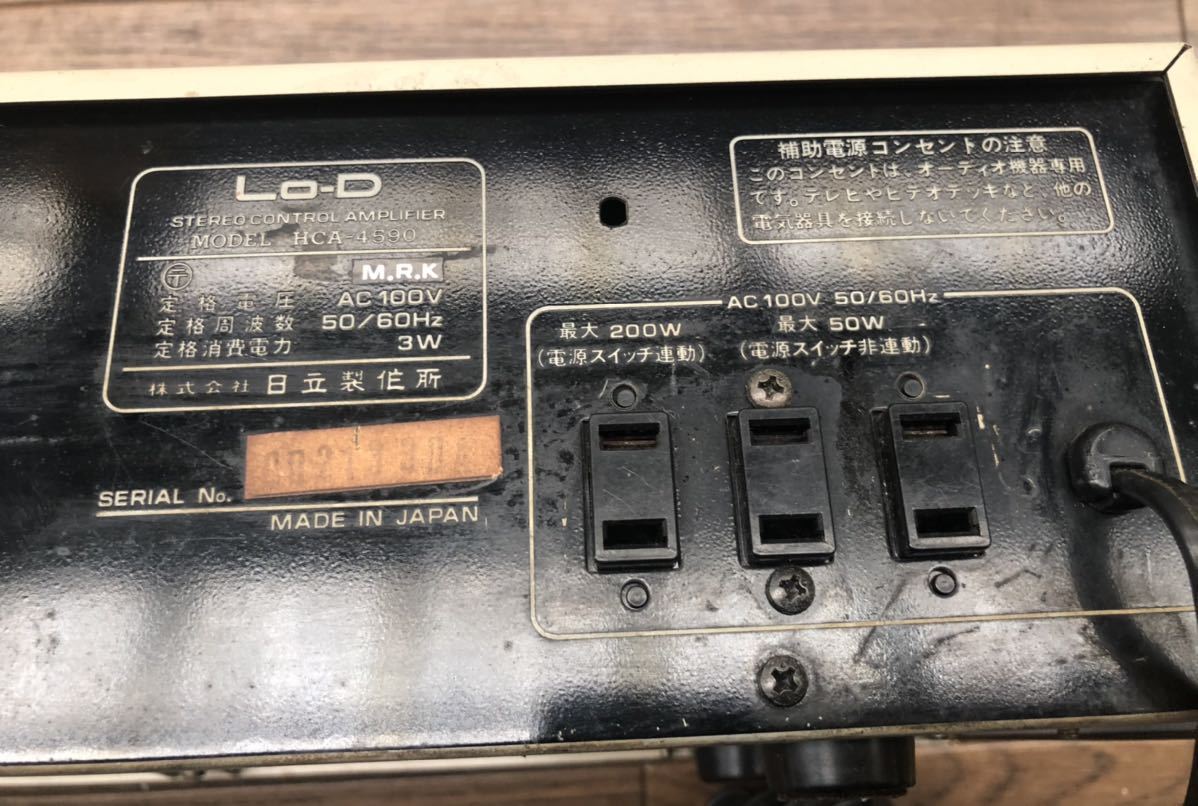 Lo-D
STEREO CONTROL AMPLIFIER
MODEL HCA-4590
〒 M.R.K
定格電圧 AC 100V
定格周波数 50/60Hz
定格消費電力 3W
株式会社 日立製作所
SERIAL No.
MADE IN JAPAN
補助電源コンセントの注意
このコンセントは、オーディオ機器専用
です。テレビやビデオデッキなど、他の
電気器具を接続しないでください。
AC 100V 50/60Hz
最大 200W
(電源スイッチ連動)
最大 50W
(電源スイッチ非連動)